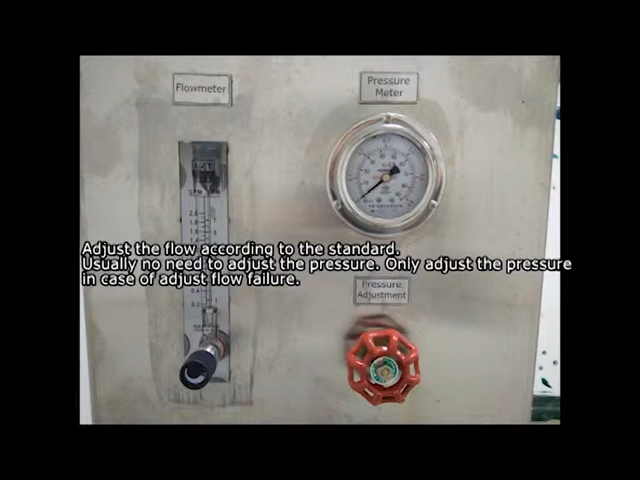 Flowmeter
Pressure
Meter
GPM
Adjust the flow according to the standard.
Usually no need to adjust the pressure. Only adjust the pressure
in case of adjust flow failure.
Pressure
Adjustment